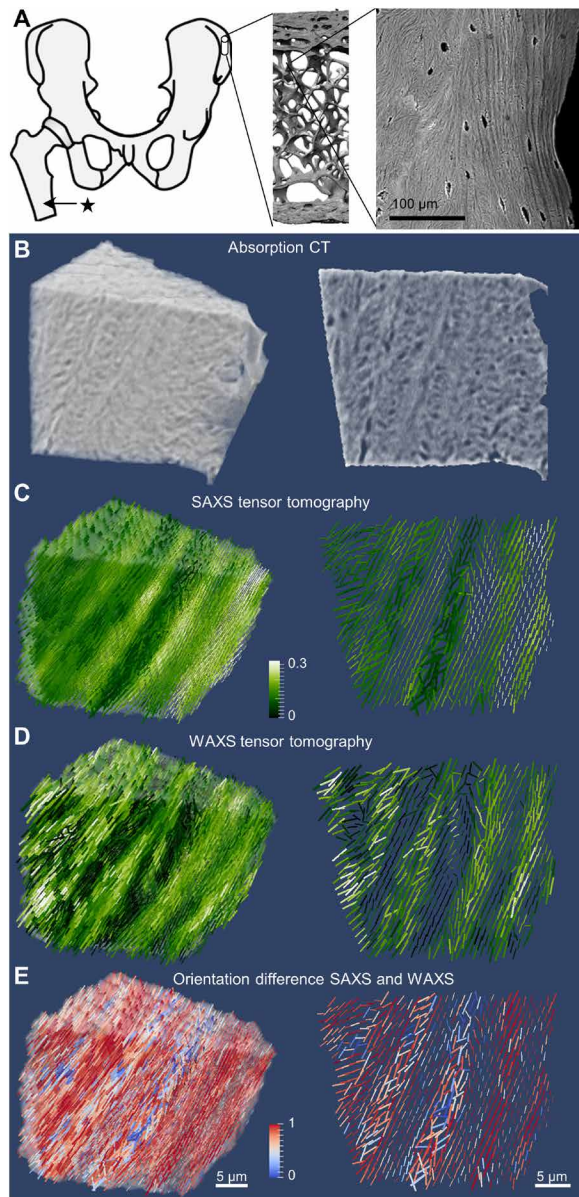 A
100 µm
B
Absorption CT
C
SAXS tensor tomography
0.3
0
D
WAXS tensor tomography
E
Orientation difference SAXS and WAXS
1
0
5 µm
5 µm